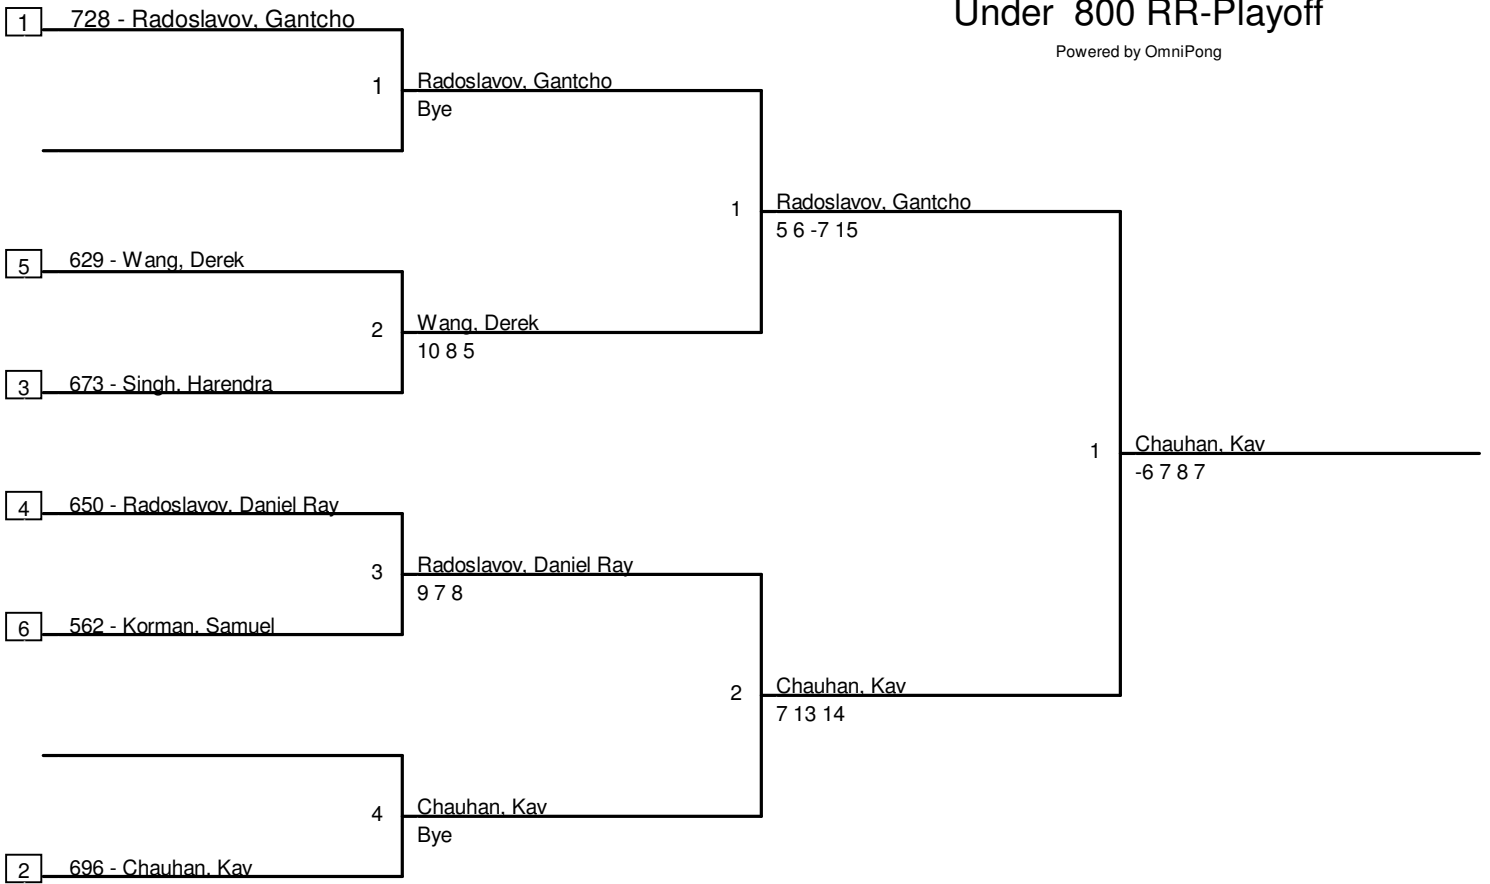 Under 800 RR-Playoff
Powered by OmniPong
1
728 - Radoslavov, Gantcho
1
Radoslavov, Gantcho
Bye
1
Radoslavov, Gantcho
5 6 -7 15
5
629 - Wang, Derek
2
Wang, Derek
10 8 5
3
673 - Singh, Harendra
1
Chauhan, Kav
-6 7 8 7
4
650 - Radoslavov, Daniel Ray
3
Radoslavov, Daniel Ray
9 7 8
6
562 - Korman, Samuel
2
Chauhan, Kav
7 13 14
4
Chauhan, Kav
Bye
2
696 - Chauhan, Kav